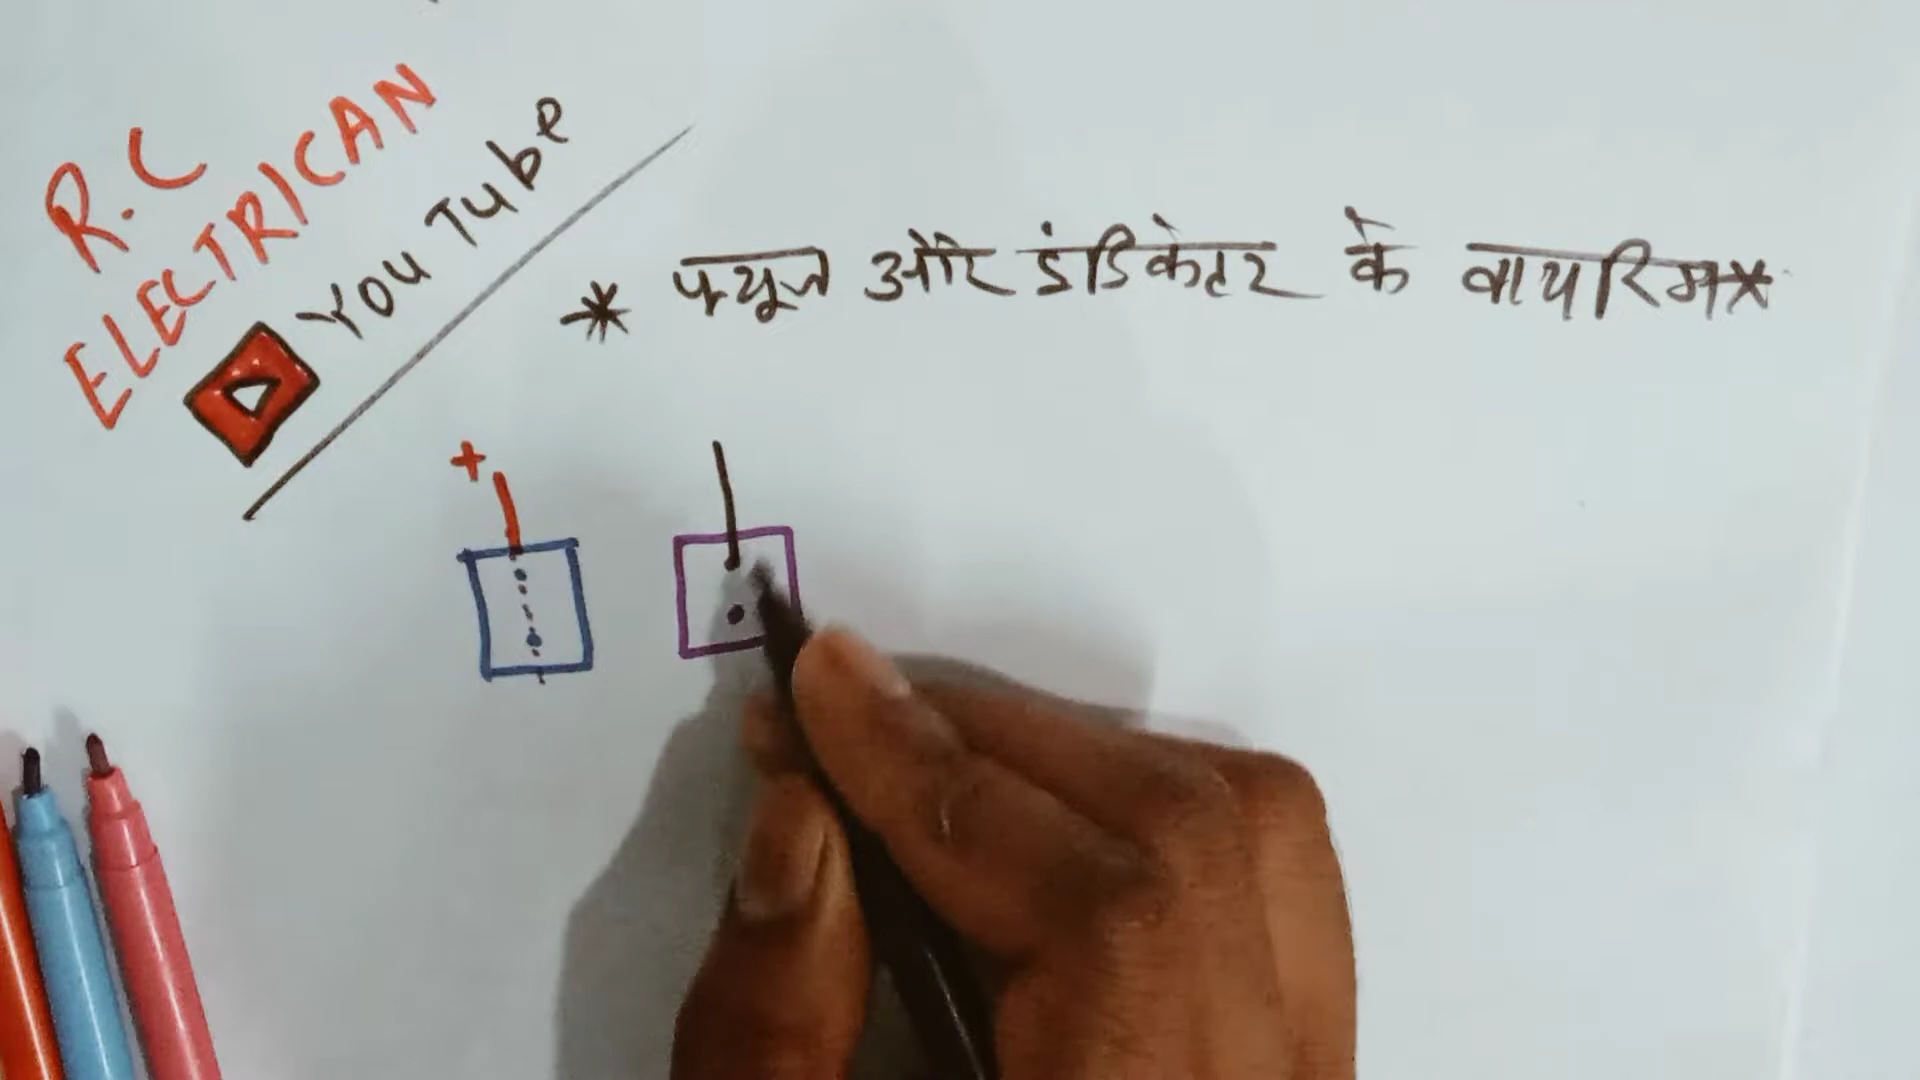 R.C
ELECTRICAN
YouTube
* फ्यूज और इंडिकेटर के वायरिग*
+